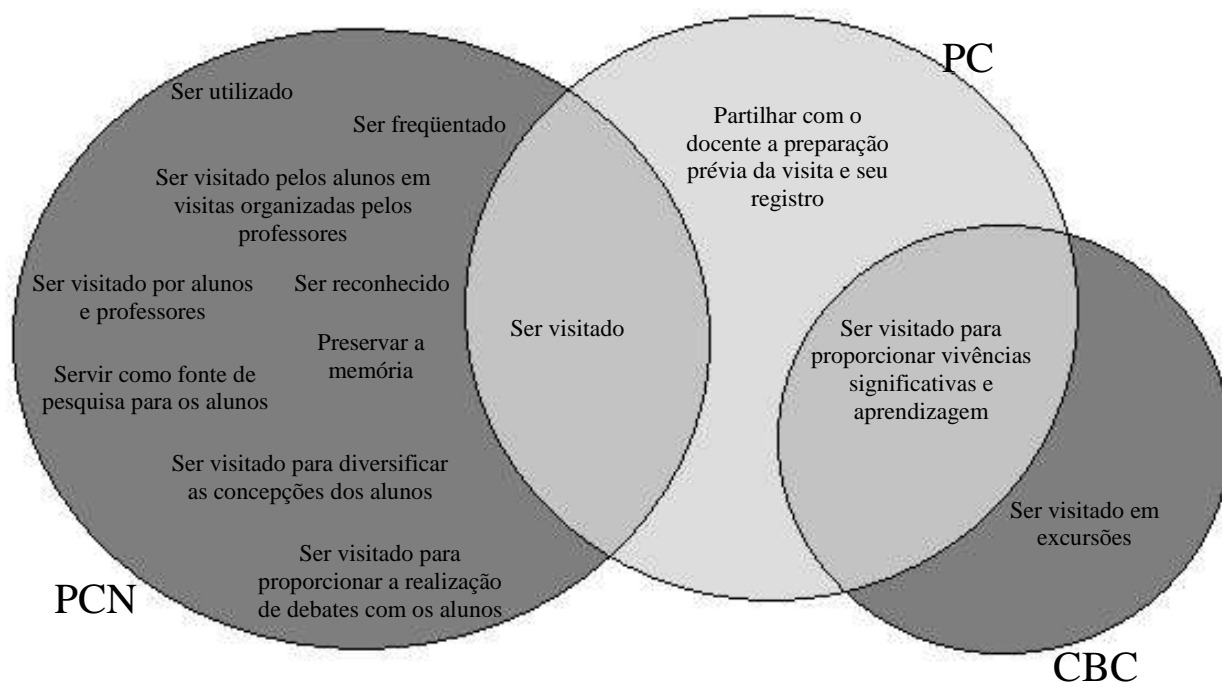 PC
Ser utilizado
Ser freqüentado
Partilhar com o
docente a preparação
prévia da visita e seu
registro
Ser visitado pelos alunos em
visitas organizadas pelos
professores
Ser visitado por alunos
e professores
Ser reconhecido
Preservar a
memória
Ser visitado
Ser visitado para
proporcionar vivências
significativas e
aprendizagem
Servir como fonte de
pesquisa para os alunos
Ser visitado para diversificar
as concepções dos alunos
Ser visitado em
excursões
Ser visitado para
proporcionar a realização
de debates com os alunos
PCN
CBC